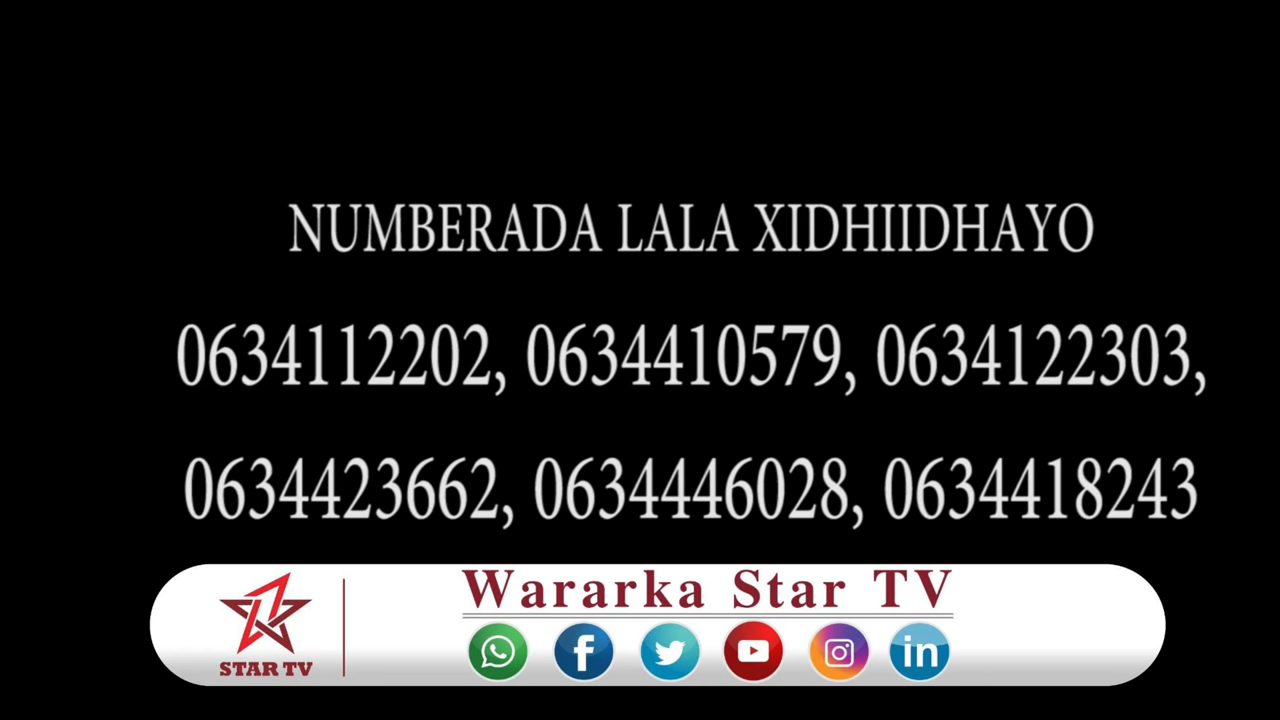 NUMBERADA LALA XIDHIIDHAYO
0634112202, 0634410579, 0634122303,
0634423662, 0634446028, 0634418243
Wararka Star TV
STAR TV